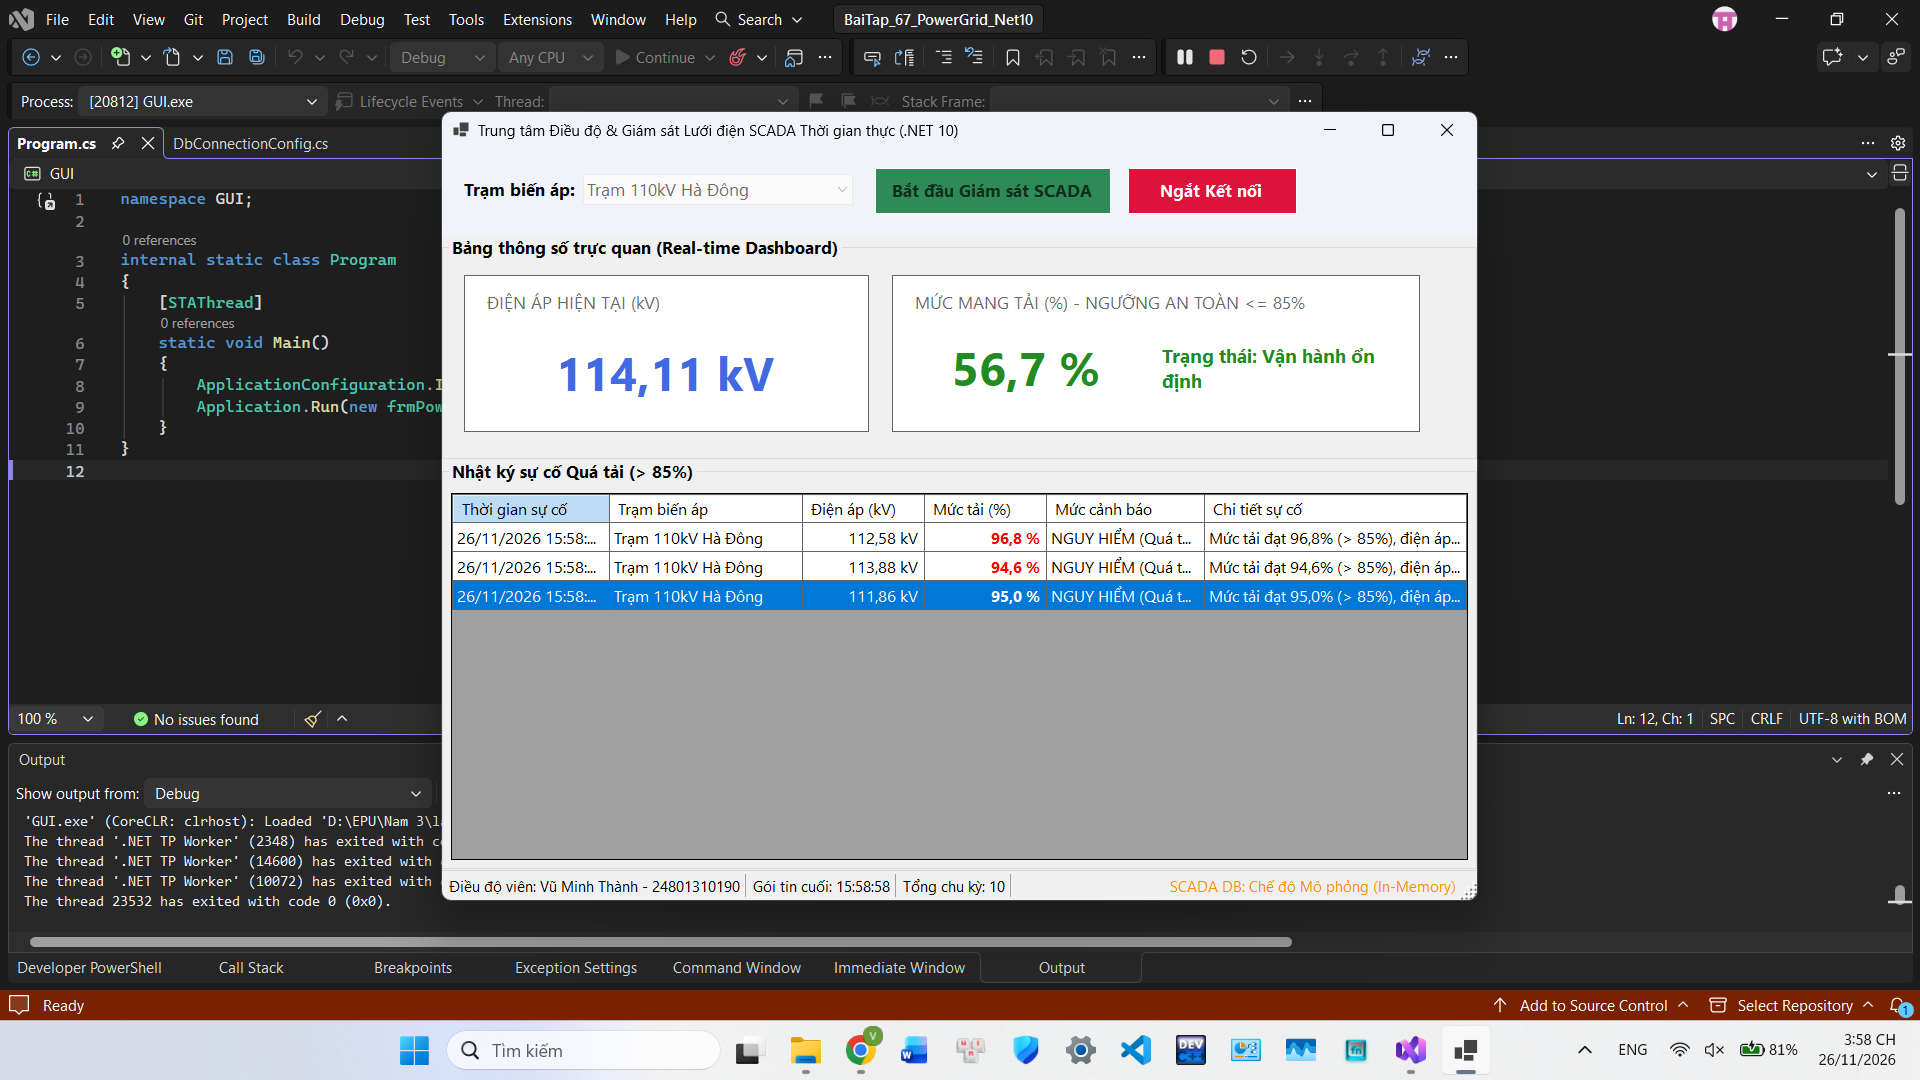 File Edit View Git Project Build Debug Test Tools Extensions Window Help Search BaiTap_67_PowerGrid_Net10
Debug Any CPU Continue
Process: [20812] GUI.exe Lifecycle Events Thread: Stack Frame:
Program.cs DbConnectionConfig.cs
GUI
1 namespace GUI;
2
0 references
3 internal static class Program
4 {
5 [STAThread]
0 references
6 static void Main()
7 {
8 ApplicationConfiguration.I
9 Application.Run(new frmPow
10 }
11 }
12
100 % No issues found Ln: 12, Ch: 1 SPC CRLF UTF-8 with BOM
Trung tâm Điều độ & Giám sát Lưới điện SCADA Thời gian thực (.NET 10)
Trạm biến áp: Trạm 110kV Hà Đông Bắt đầu Giám sát SCADA Ngắt Kết nối
Bảng thông số trực quan (Real-time Dashboard)
ĐIỆN ÁP HIỆN TẠI (kV)
114,11 kV
MỨC MANG TẢI (%) - NGƯỠNG AN TOÀN <= 85%
56,7 %
Trạng thái: Vận hành ổn
định
Nhật ký sự cố Quá tải (> 85%)
Thời gian sự cố Trạm biến áp Điện áp (kV) Mức tải (%) Mức cảnh báo Chi tiết sự cố
26/11/2026 15:58:... Trạm 110kV Hà Đông 112,58 kV 96,8 % NGUY HIỂM (Quá t... Mức tải đạt 96,8% (> 85%), điện áp...
26/11/2026 15:58:... Trạm 110kV Hà Đông 113,88 kV 94,6 % NGUY HIỂM (Quá t... Mức tải đạt 94,6% (> 85%), điện áp...
26/11/2026 15:58:... Trạm 110kV Hà Đông 111,86 kV 95,0 % NGUY HIỂM (Quá t... Mức tải đạt 95,0% (> 85%), điện áp...
Điều độ viên: Vũ Minh Thành - 24801310190 Gói tin cuối: 15:58:58 Tổng chu kỳ: 10 SCADA DB: Chế độ Mô phỏng (In-Memory)
Output
Show output from: Debug
'GUI.exe' (CoreCLR: clrhost): Loaded 'D:\EPU\Nam 3\l
The thread '.NET TP Worker' (2348) has exited with c
The thread '.NET TP Worker' (14600) has exited with
The thread '.NET TP Worker' (10072) has exited with
The thread 23532 has exited with code 0 (0x0).
Developer PowerShell Call Stack Breakpoints Exception Settings Command Window Immediate Window Output
Ready Add to Source Control Select Repository 1
Tìm kiếm V DEV ENG 81% 3:58 CH
26/11/2026